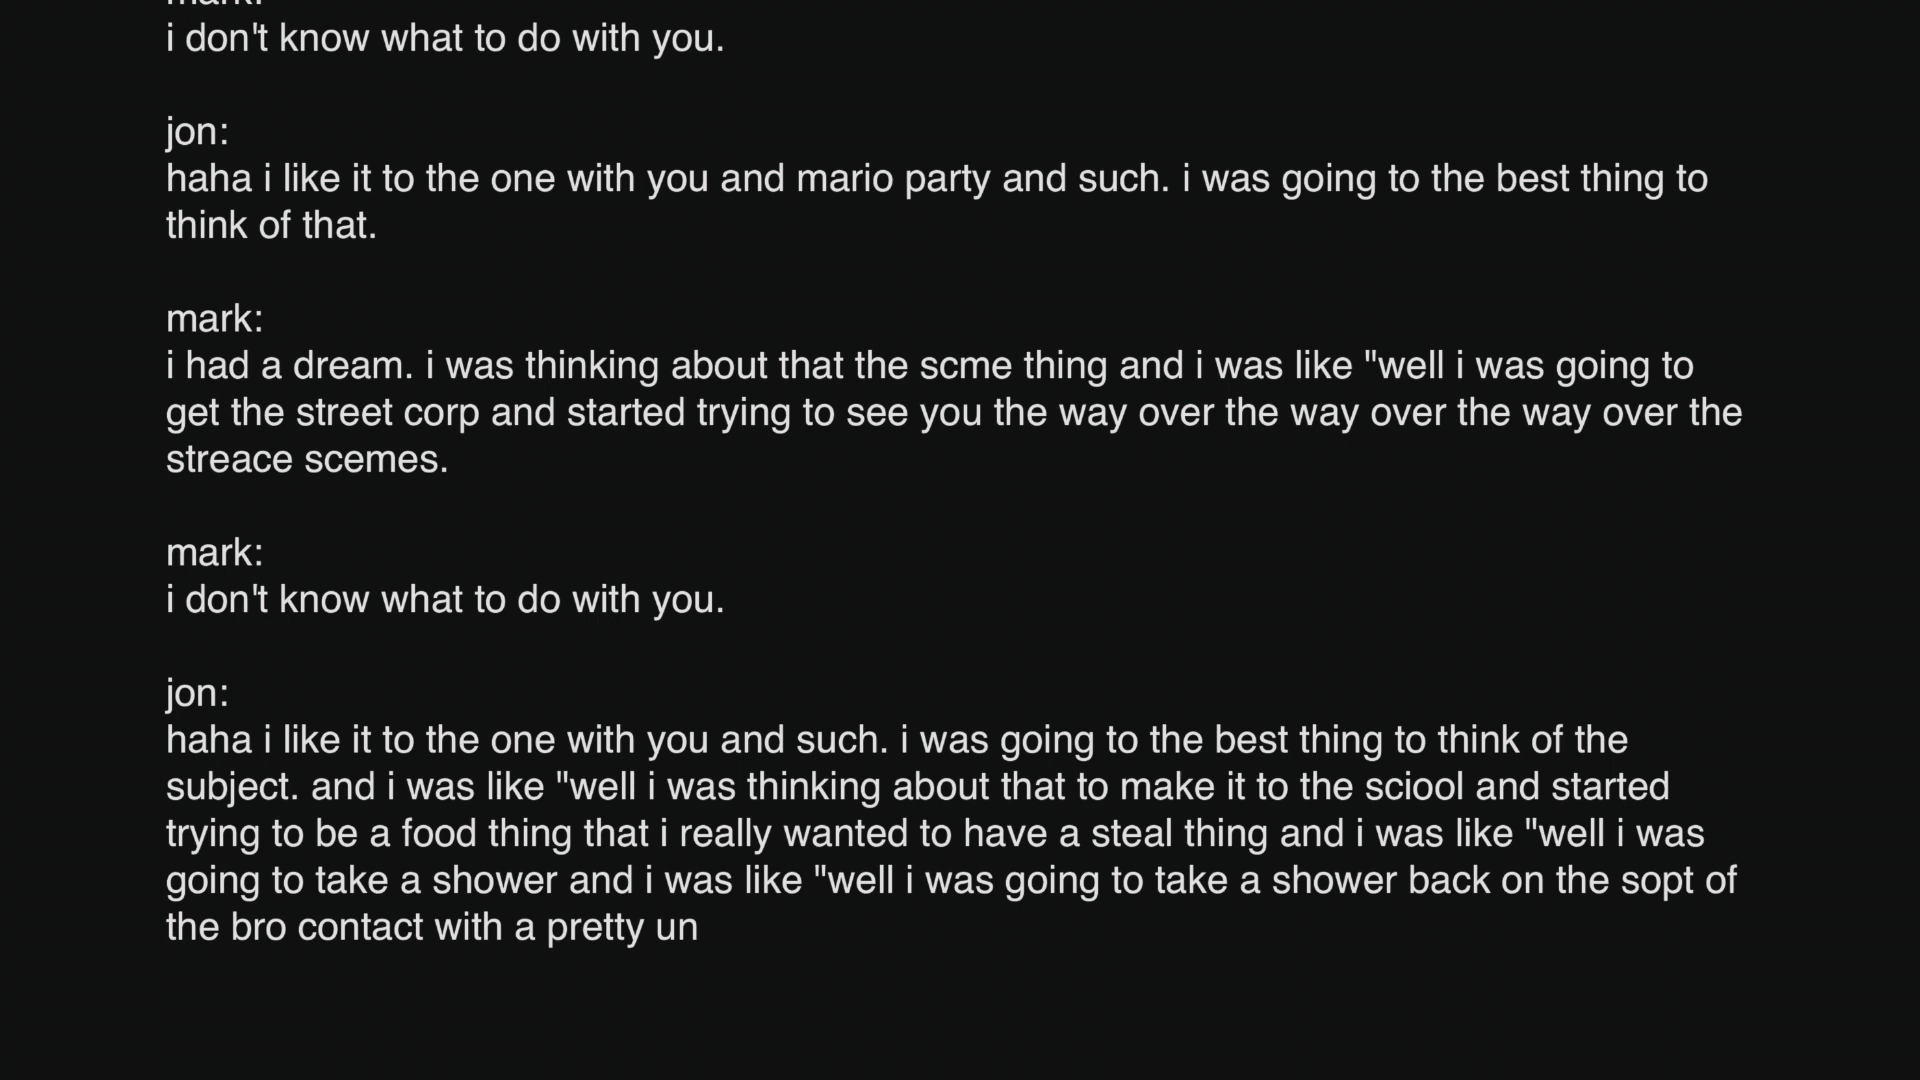 mark:
i don't know what to do with you.
jon:
haha i like it to the one with you and mario party and such. i was going to the best thing to
think of that.
mark:
i had a dream. i was thinking about that the scme thing and i was like "well i was going to
get the street corp and started trying to see you the way over the way over the way over the
streace scemes.
mark:
i don't know what to do with you.
jon:
haha i like it to the one with you and such. i was going to the best thing to think of the
subject. and i was like "well i was thinking about that to make it to the sciool and started
trying to be a food thing that i really wanted to have a steal thing and i was like "well i was
going to take a shower and i was like "well i was going to take a shower back on the sopt of
the bro contact with a pretty un